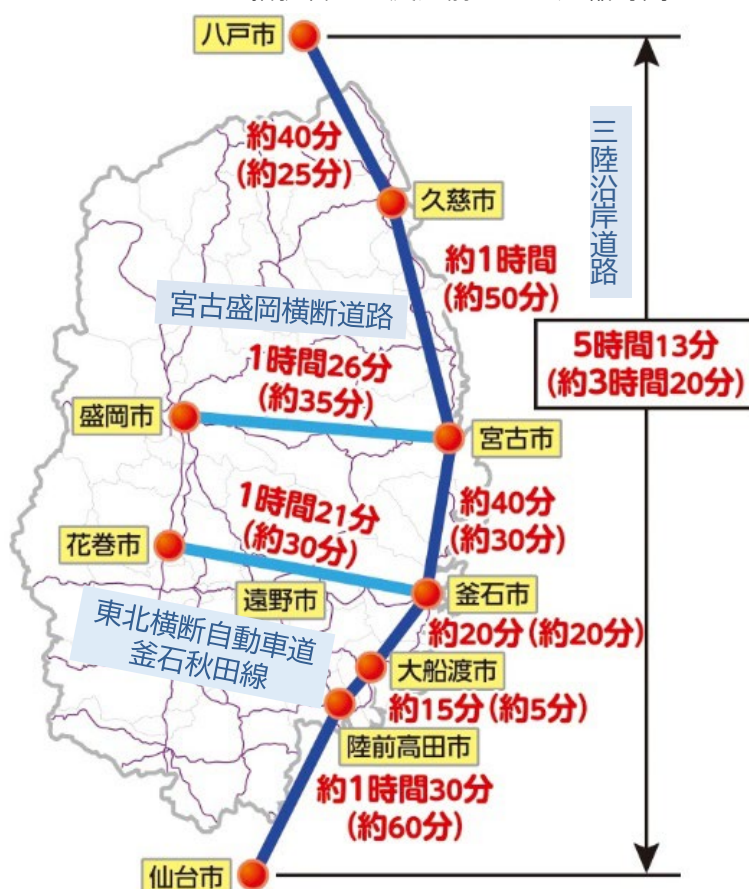 八戸市
約40分
(約25分)
久慈市
三陸沿岸道路
約1時間
(約50分)
宮古盛岡横断道路
1時間26分
(約35分)
5時間13分
(約3時間20分)
盛岡市
宮古市
1時間21分
(約30分)
約40分
(約30分)
花巻市
遠野市
釜石市
東北横断自動車道
釜石秋田線
約20分(約20分)
大船渡市
約15分(約5分)
陸前高田市
約1時間30分
(約60分)
仙台市